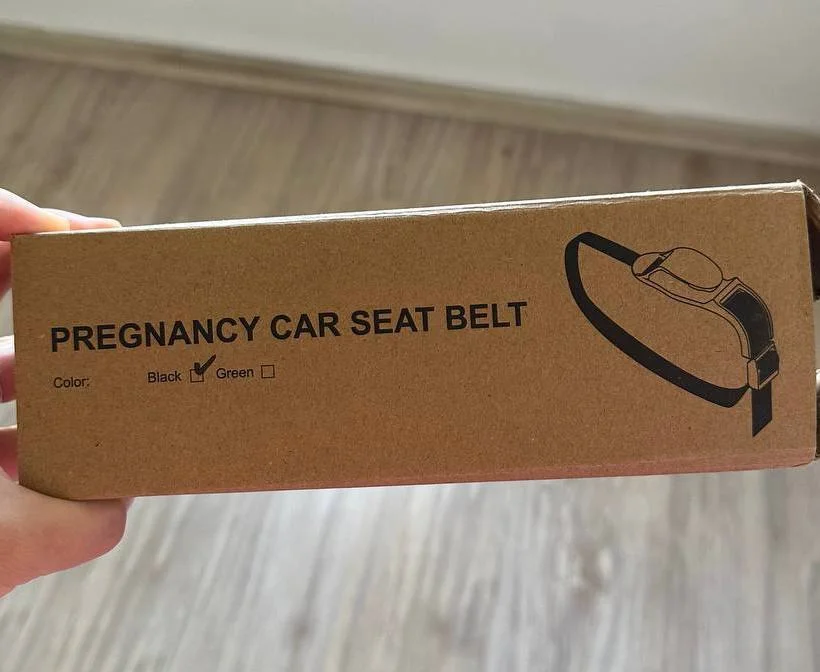 PREGNANCY CAR SEAT BELT
Color: Black Green